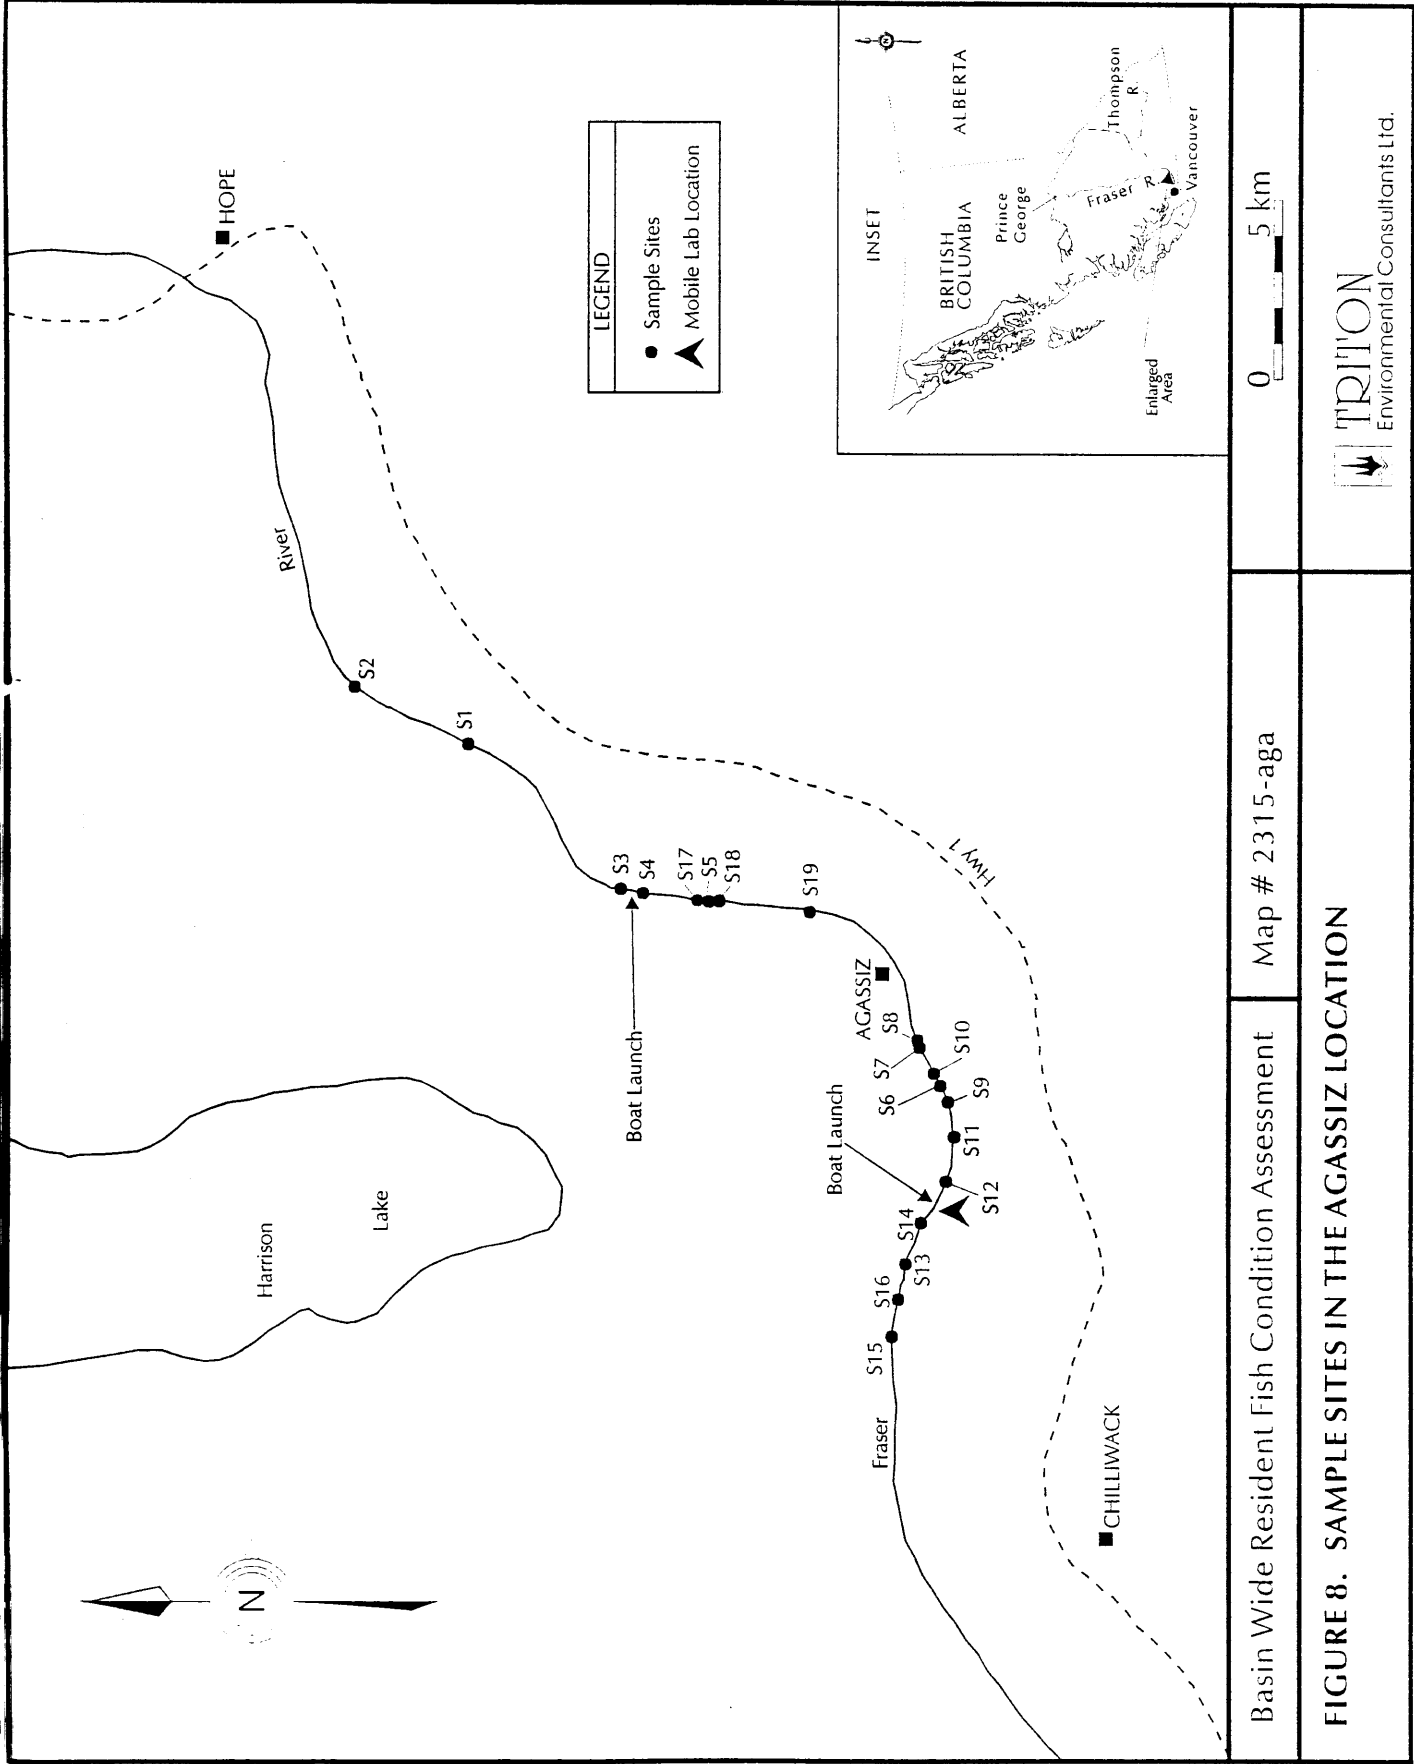 HOPE
River
S2
S1
S3
S4
S17
S5
S18
S19
Boat Launch
Harrison
Lake
AGASSIZ
S8
S7
S10
S6
S9
S11
Boat Launch
S12
S14
S13
S16
S15
Fraser
Hwy 1
CHILLIWACK
N
LEGEND
Sample Sites
Mobile Lab Location
INSET
N
BRITISH
COLUMBIA
ALBERTA
Prince
George
Fraser R.
Thompson
R.
Vancouver
Enlarged
Area
Basin Wide Resident Fish Condition Assessment
Map # 2315-aga
0 5 km
FIGURE 8. SAMPLE SITES IN THE AGASSIZ LOCATION
TRITON
Environmental Consultants Ltd.